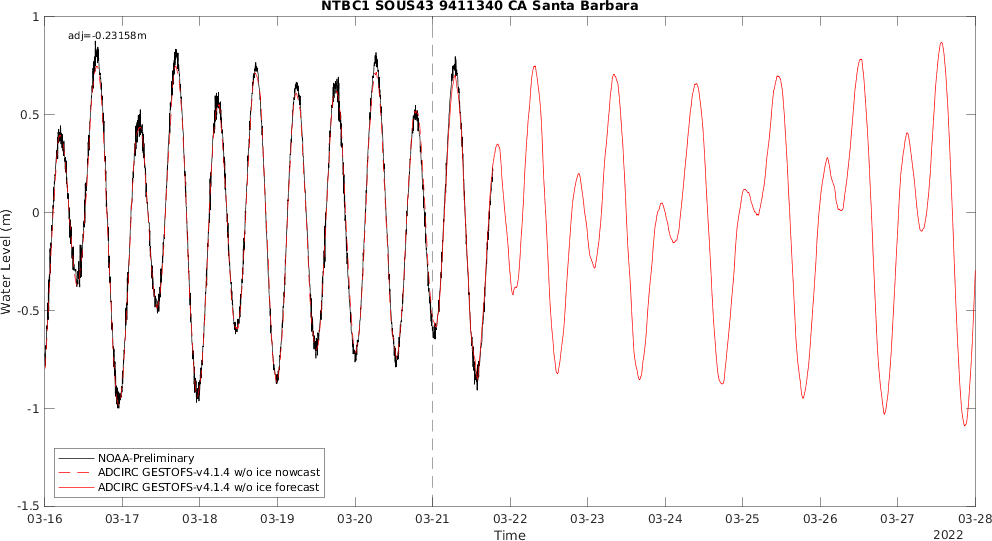 NTBC1 SOUS43 9411340 CA Santa Barbara
adj=-0.23158m
1
0.5
0
-0.5
-1
-1.5
Water Level (m)
NOAA-Preliminary
ADCIRC GESTOFS-v4.1.4 w/o ice nowcast
ADCIRC GESTOFS-v4.1.4 w/o ice forecast
03-16 03-17 03-18 03-19 03-20 03-21 03-22 03-23 03-24 03-25 03-26 03-27 03-28
Time
2022